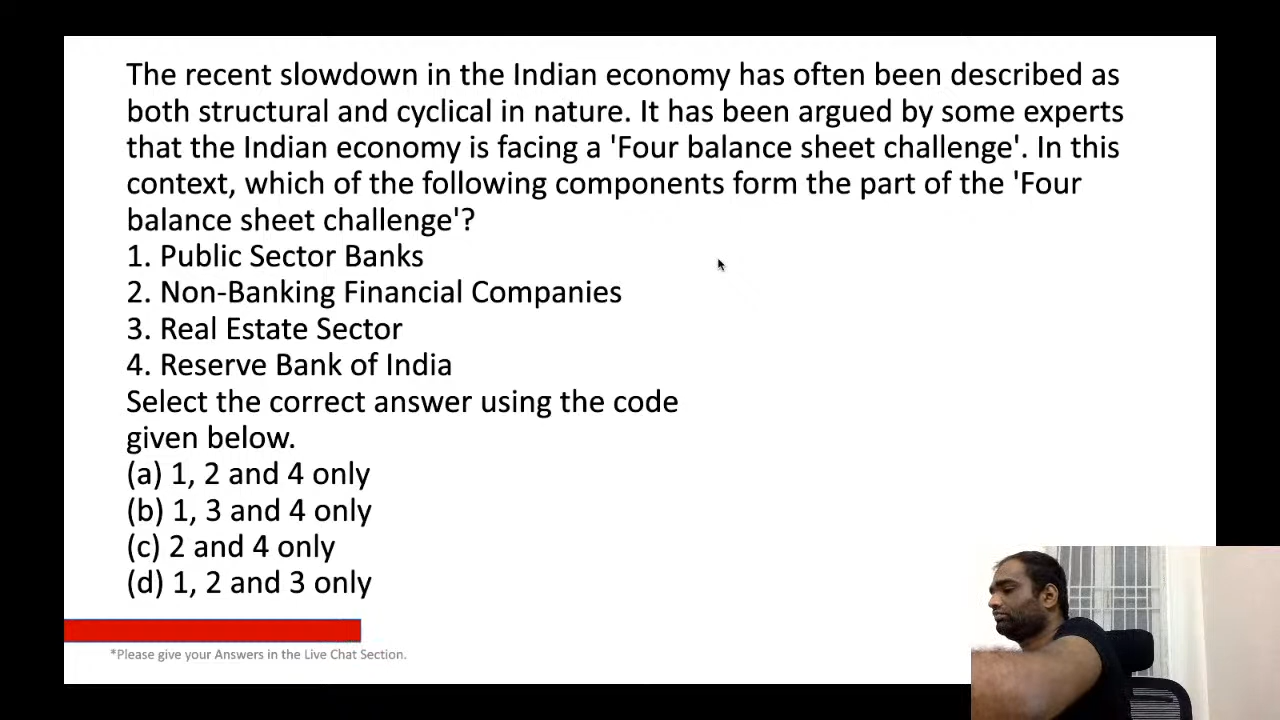 The recent slowdown in the Indian economy has often been described as
both structural and cyclical in nature. It has been argued by some experts
that the Indian economy is facing a 'Four balance sheet challenge'. In this
context, which of the following components form the part of the 'Four
balance sheet challenge'?
1. Public Sector Banks
2. Non-Banking Financial Companies
3. Real Estate Sector
4. Reserve Bank of India
Select the correct answer using the code
given below.
(a) 1, 2 and 4 only
(b) 1, 3 and 4 only
(c) 2 and 4 only
(d) 1, 2 and 3 only
*Please give your Answers in the Live Chat Section.